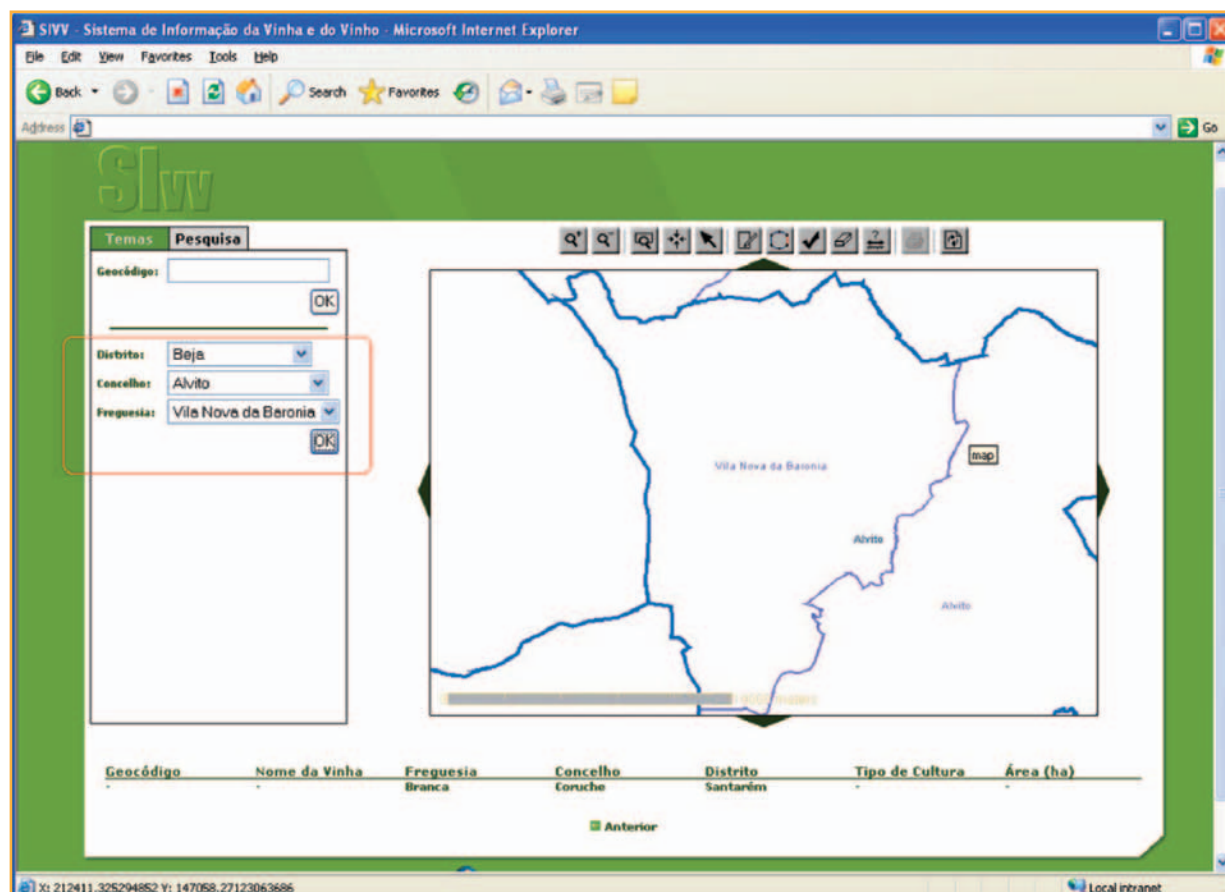 SIVV - Sistema de Informação da Vinha e do Vinho - Microsoft Internet Explorer
File Edit View Favorites Tools Help
Back Search Favorites
Address Go
SIVV
Temas Pesquisa
Geocódigo:
OK
Distrito: Beja
Concelho: Alvito
Freguesia: Vila Nova da Baronia
OK
map
Vila Nova da Baronia
Alvito
Alvito
Geocódigo Nome da Vinha Freguesia Concelho Distrito Tipo de Cultura Área (ha)
- - Branca Coruche Santarém - -
Anterior
X: 212411.325294852 Y: 147058.27123063686 Local intranet